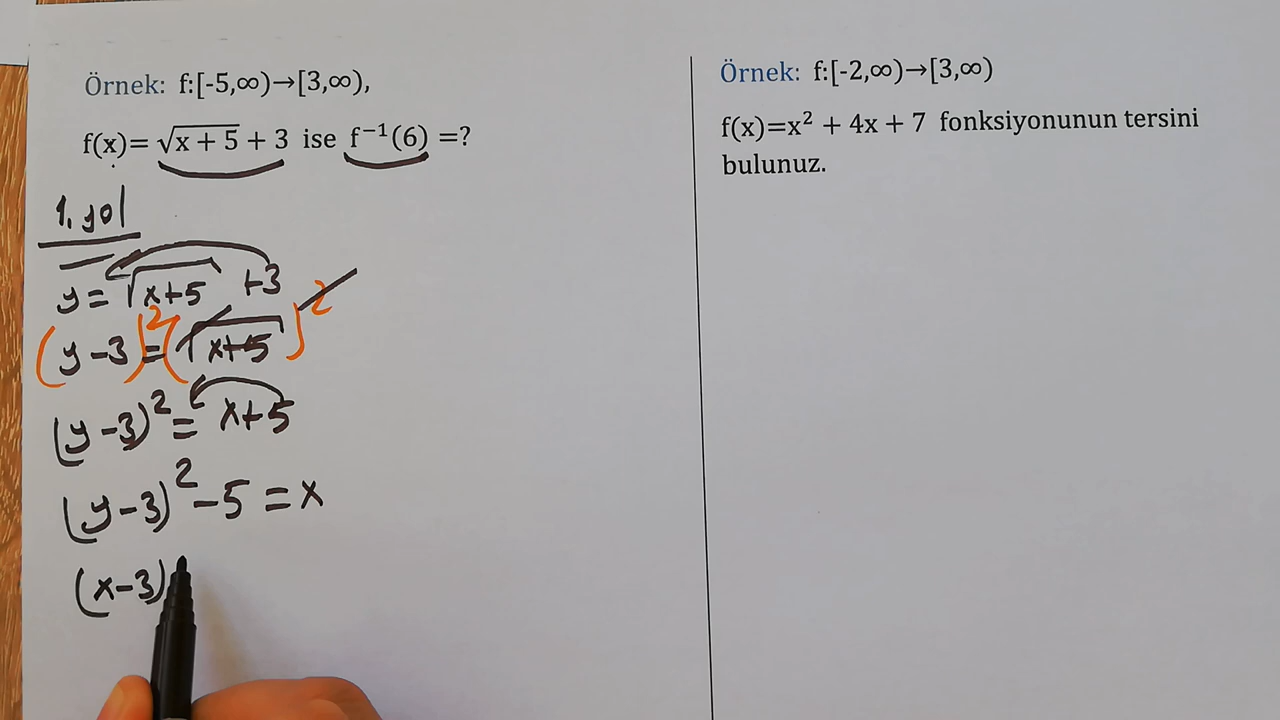 Örnek: f:[-5,∞)→[3,∞),
f(x)= √x + 5 + 3 ise f⁻¹(6) =?
1. yol
y = √x+5 +3
(y-3)² = (√x+5)²
(y-3)² = x+5
(y-3)² -5 = x
(x-3)
Örnek: f:[-2,∞)→[3,∞)
f(x)=x² + 4x + 7 fonksiyonunun tersini
bulunuz.